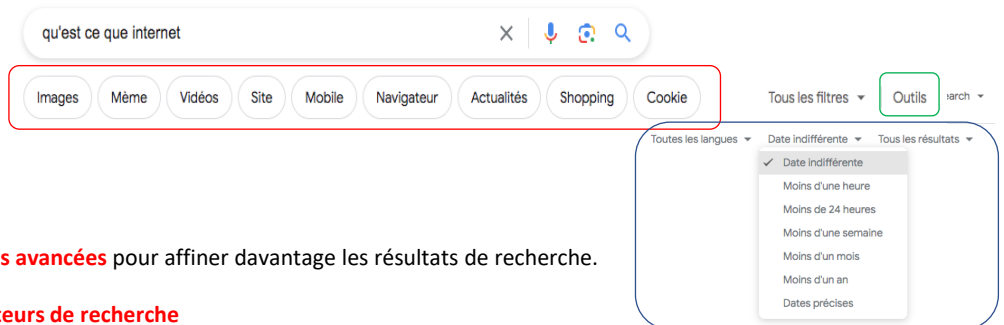 qu'est ce que internet
Images Mème Vidéos Site Mobile Navigateur Actualités Shopping Cookie Tous les filtres Outils
Toutes les langues Date indifférente Tous les résultats
Date indifférente
Moins d'une heure
Moins de 24 heures
Moins d'une semaine
Moins d'un mois
Moins d'un an
Dates précises
avancées pour affiner davantage les résultats de recherche.
de recherche